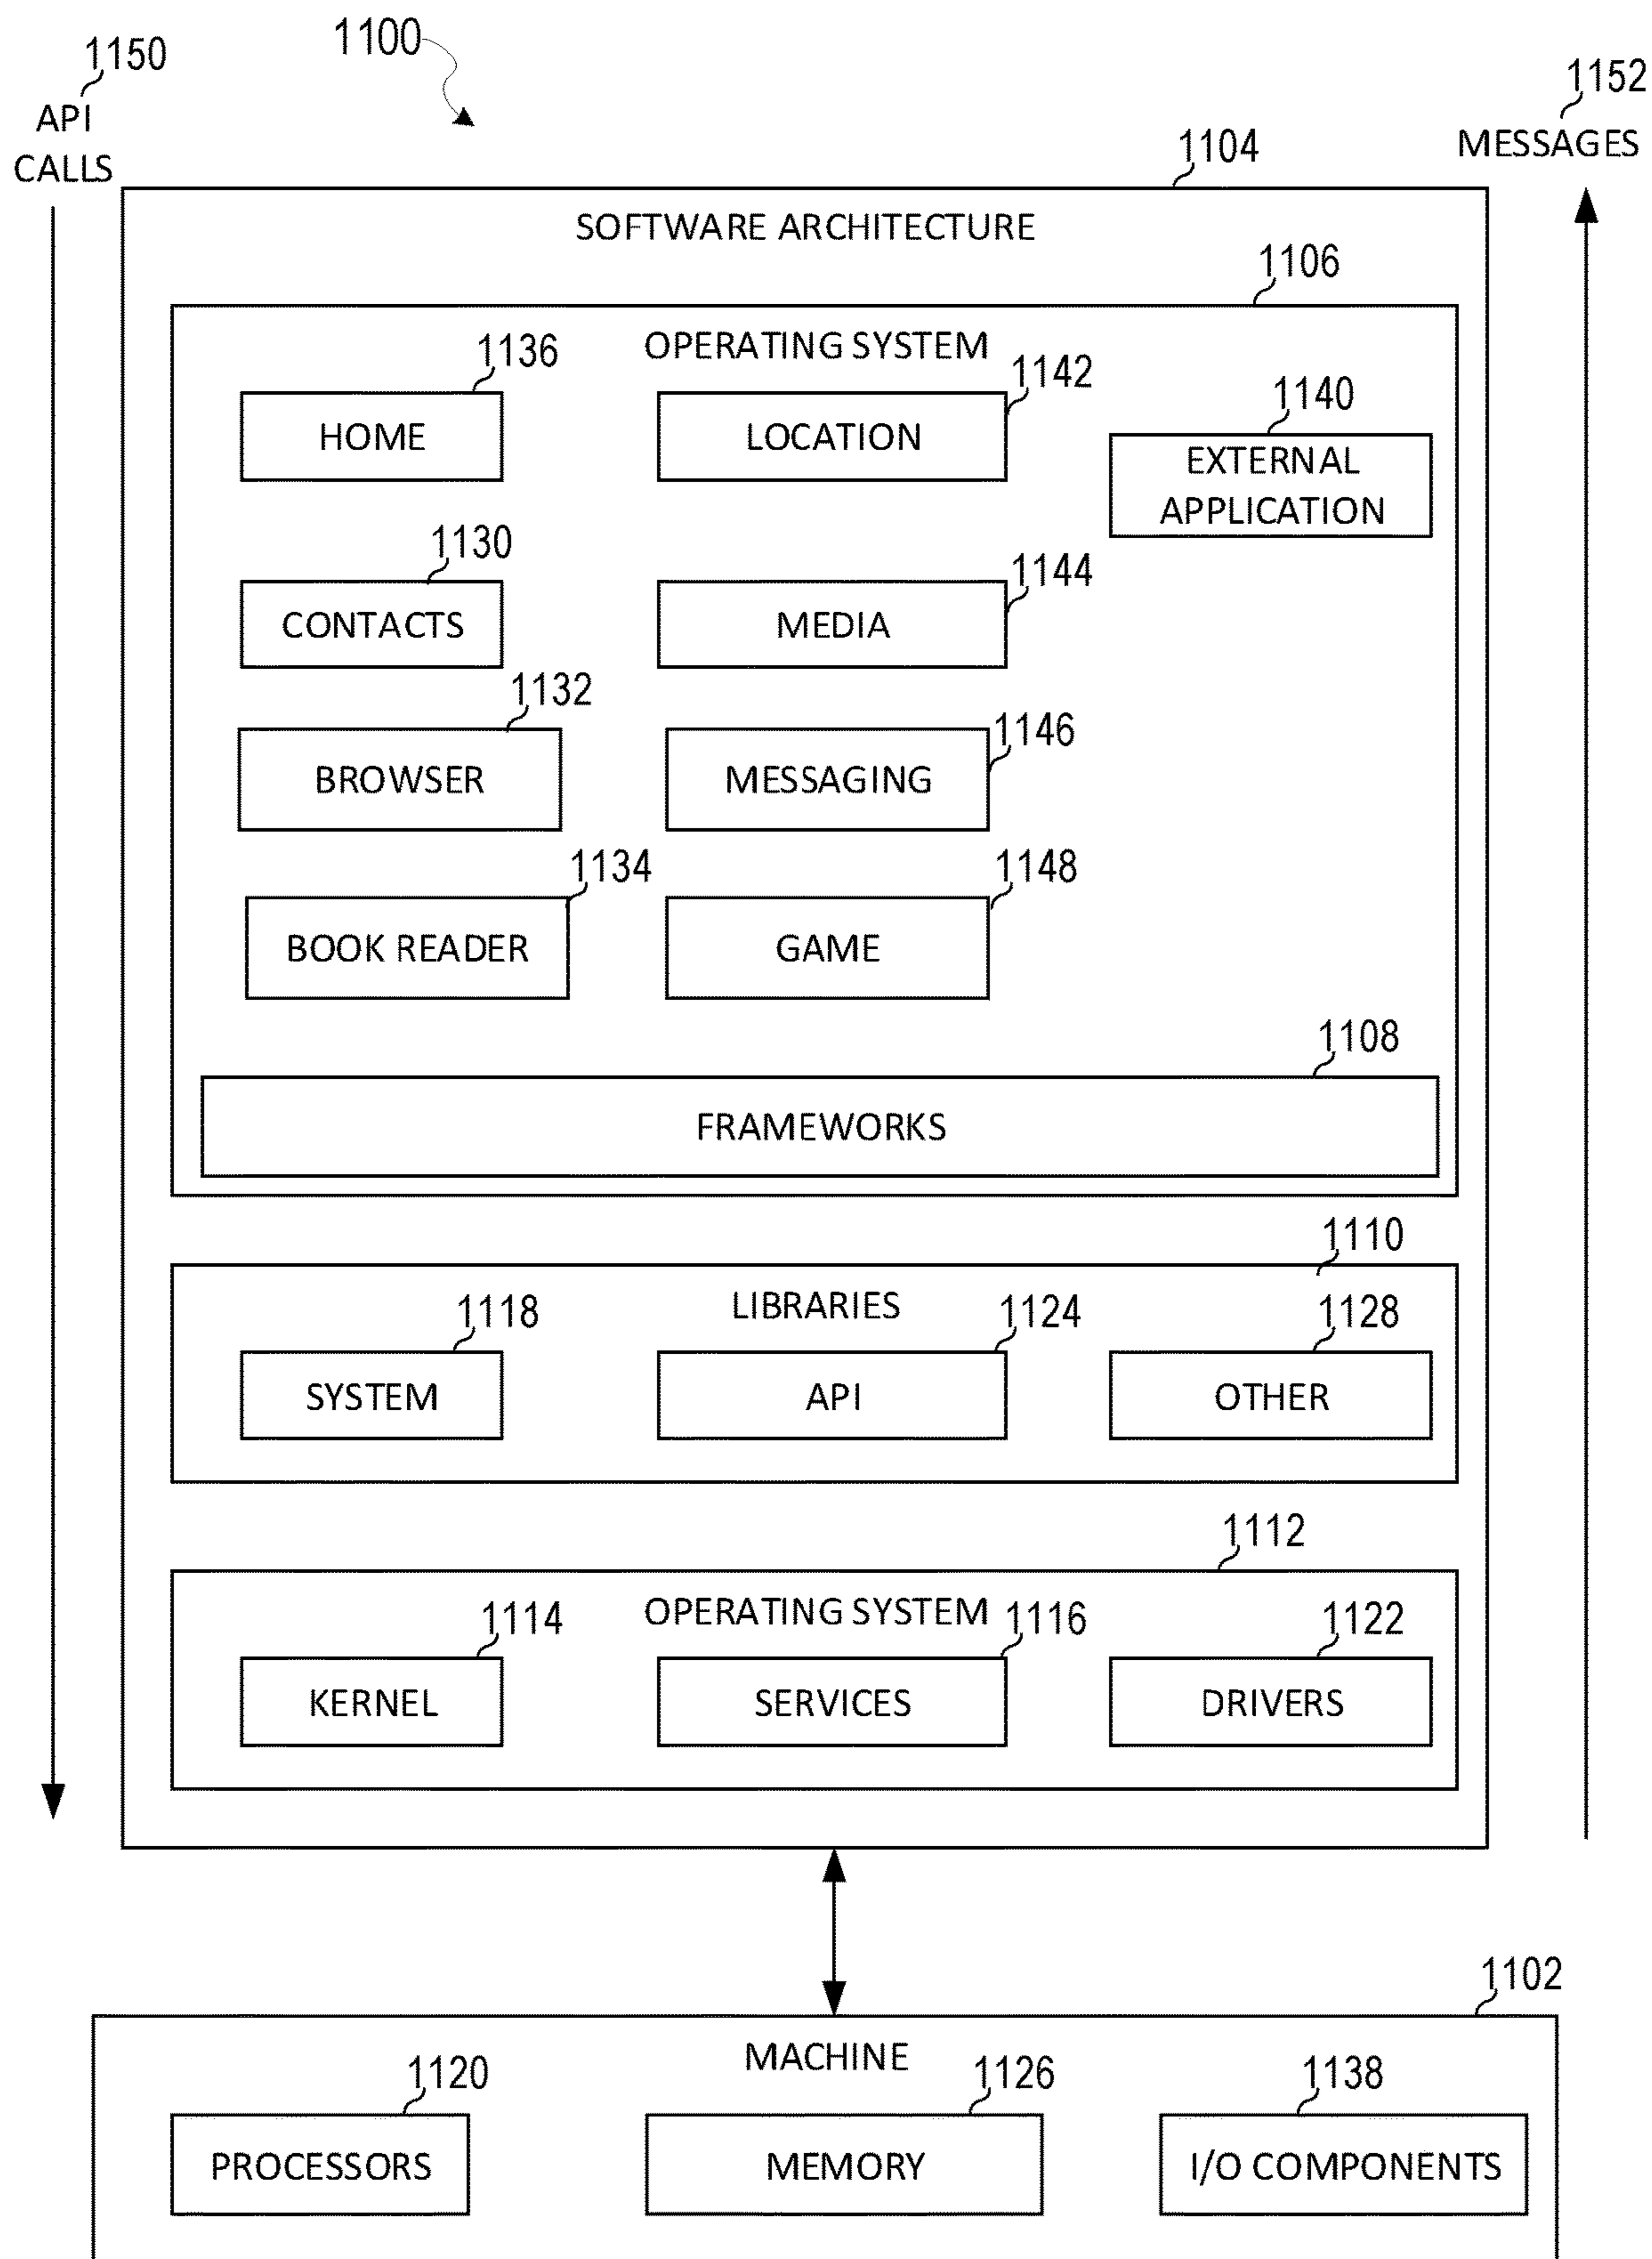 1150
API
CALLS
1100
1152
MESSAGES
1104
SOFTWARE ARCHITECTURE
1106
OPERATING SYSTEM
1136
HOME
1142
LOCATION
1140
EXTERNAL
APPLICATION
1130
CONTACTS
1144
MEDIA
1132
BROWSER
1146
MESSAGING
1134
BOOK READER
1148
GAME
1108
FRAMEWORKS
1110
LIBRARIES
1118
SYSTEM
1124
API
1128
OTHER
1112
OPERATING SYSTEM
1114
KERNEL
1116
SERVICES
1122
DRIVERS
1102
MACHINE
1120
PROCESSORS
1126
MEMORY
1138
I/O COMPONENTS